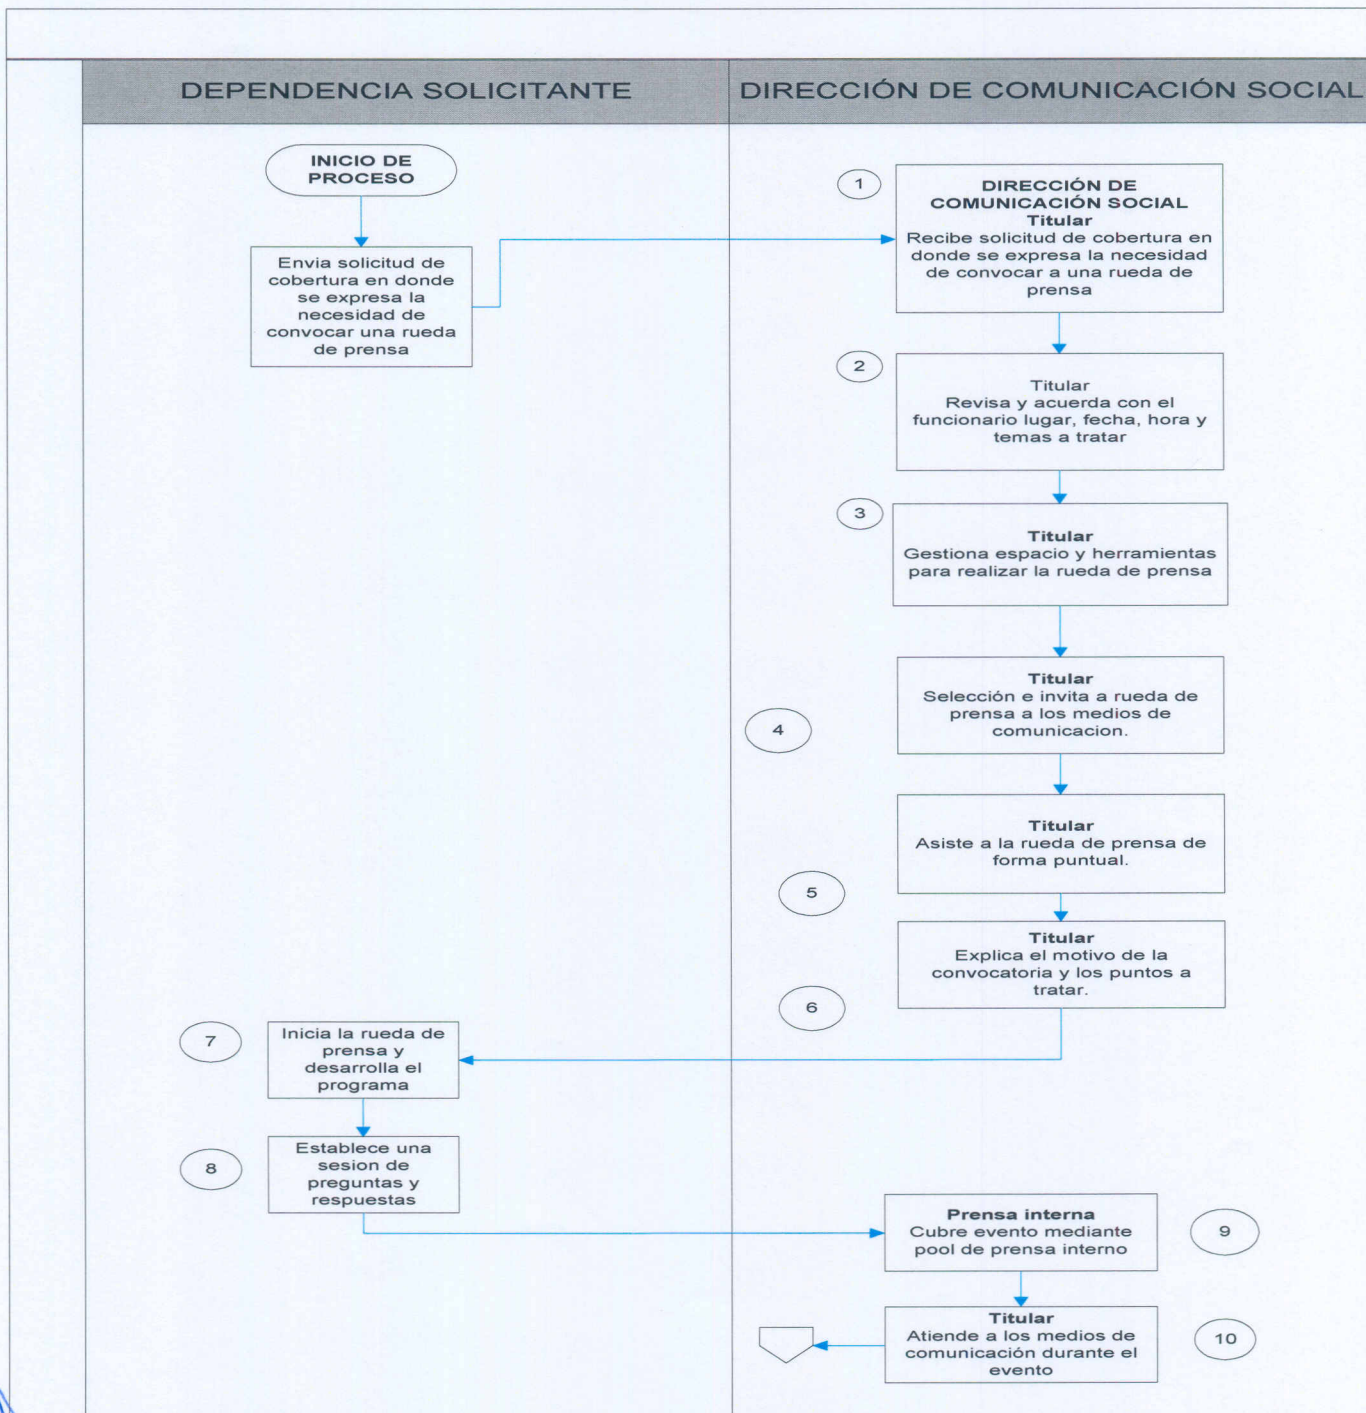 DEPENDENCIA SOLICITANTE
DIRECCIÓN DE COMUNICACIÓN SOCIAL
INICIO DE
PROCESO
Envia solicitud de
cobertura en donde
se expresa la
necesidad de
convocar una rueda
de prensa
1
DIRECCIÓN DE
COMUNICACIÓN SOCIAL
Titular
Recibe solicitud de cobertura en
donde se expresa la necesidad
de convocar a una rueda de
prensa
2
Titular
Revisa y acuerda con el
funcionario lugar, fecha, hora y
temas a tratar
3
Titular
Gestiona espacio y herramientas
para realizar la rueda de prensa
4
Titular
Selección e invita a rueda de
prensa a los medios de
comunicacion.
5
Titular
Asiste a la rueda de prensa de
forma puntual.
6
Titular
Explica el motivo de la
convocatoria y los puntos a
tratar.
7
Inicia la rueda de
prensa y
desarrolla el
programa
8
Establece una
sesion de
preguntas y
respuestas
Prensa interna
Cubre evento mediante
pool de prensa interno
9
Titular
Atiende a los medios de
comunicación durante el
evento
10